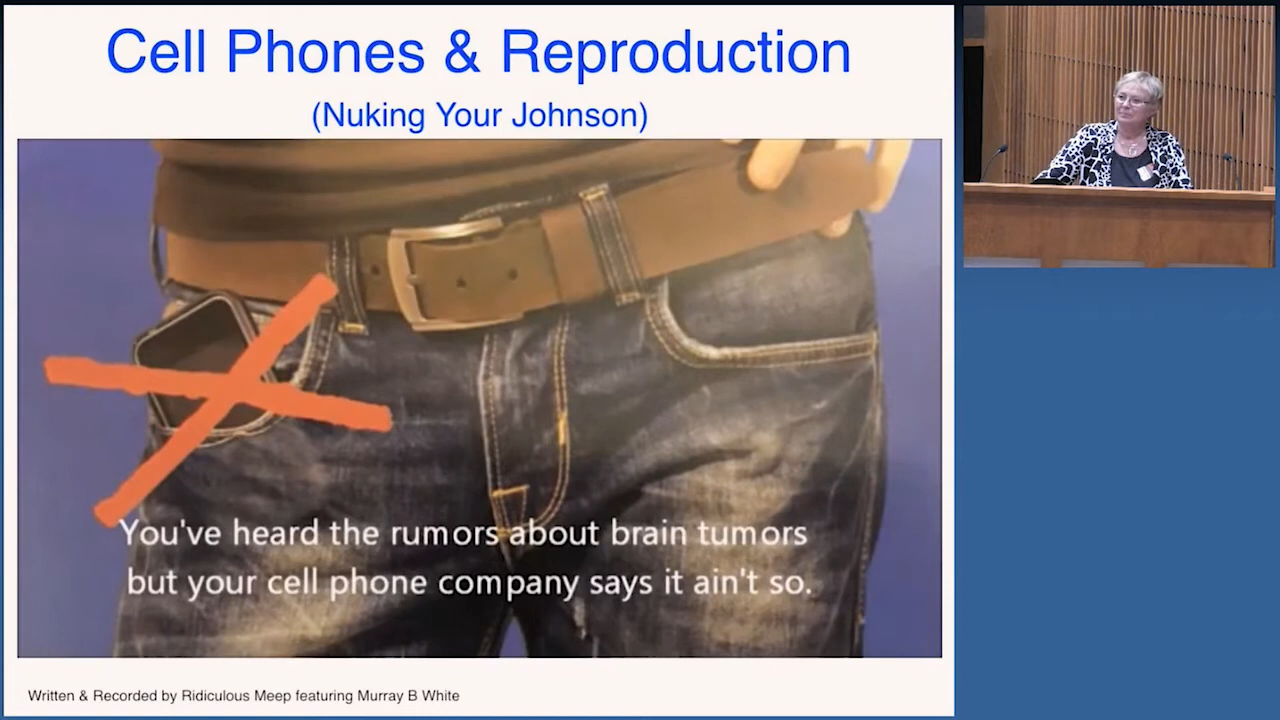 Cell Phones & Reproduction
(Nuking Your Johnson)
You've heard the rumors about brain tumors
but your cell phone company says it ain't so.
Written & Recorded by Ridiculous Meep featuring Murray B White